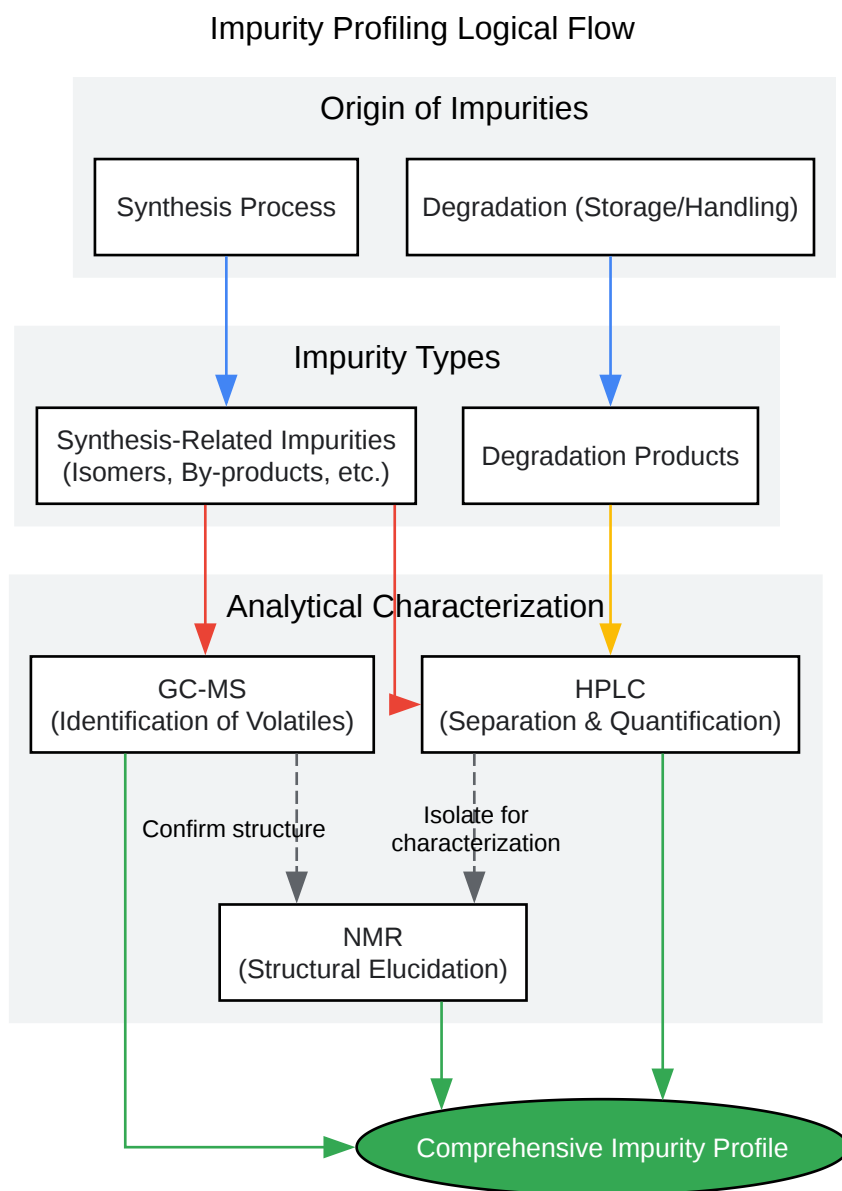 Impurity Profiling Logical Flow
Origin of Impurities
Synthesis Process
Degradation (Storage/Handling)
Impurity Types
Synthesis-Related Impurities
(Isomers, By-products, etc.)
Degradation Products
Analytical Characterization
GC-MS
(Identification of Volatiles)
HPLC
(Separation & Quantification)
Confirm structure
Isolate for
characterization
NMR
(Structural Elucidation)
Comprehensive Impurity Profile